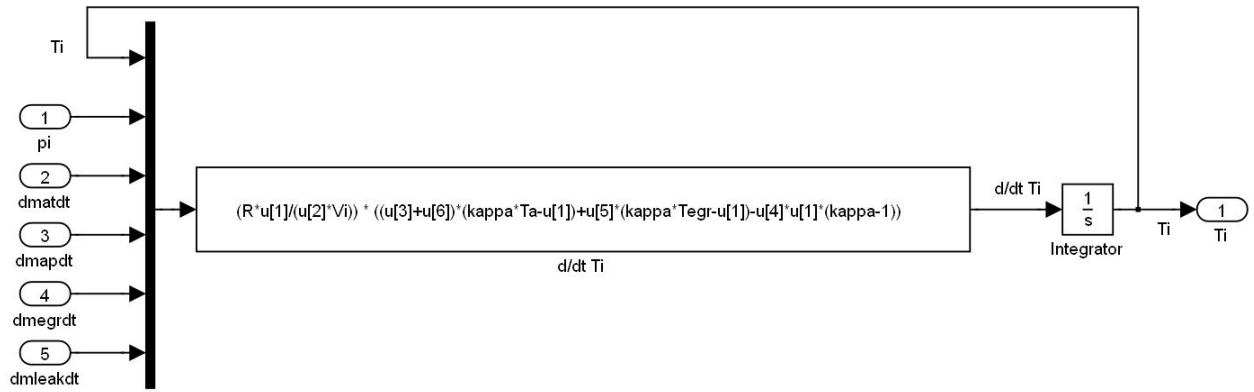 Ti
1
pi
2
dmatdt
3
dmapdt
4
dmegrdt
5
dmleakdt
(R*u[1]/(u[2]*Vi)) * ((u[3]+u[6])*(kappa*Ta-u[1])+u[5]*(kappa*Tegr-u[1])-u[4]*u[1]*(kappa-1))
d/dt Ti
d/dt Ti
1
s
Integrator
Ti
1
Ti